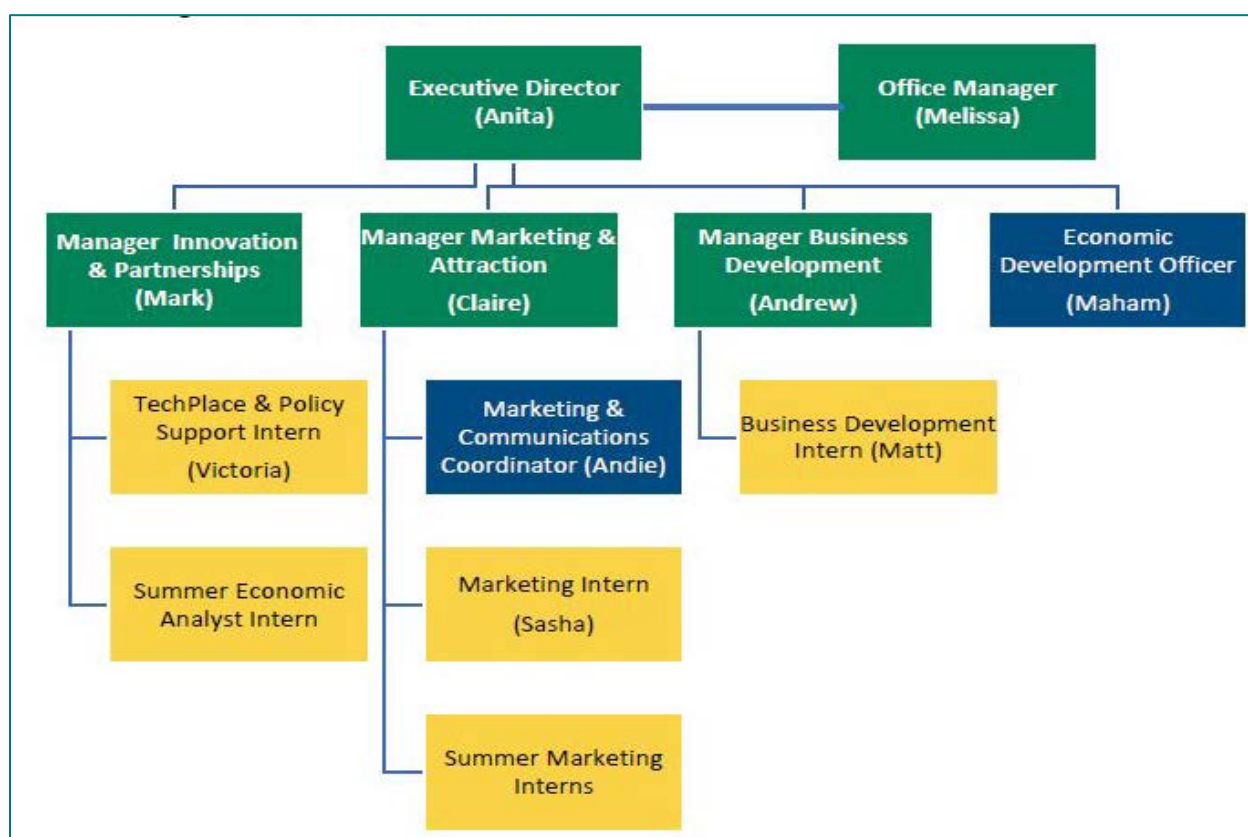 Executive Director
(Anita)
Office Manager
(Melissa)
Manager Innovation
& Partnerships
(Mark)
Manager Marketing &
Attraction
(Claire)
Manager Business
Development
(Andrew)
Economic
Development Officer
(Maham)
TechPlace & Policy
Support Intern
(Victoria)
Marketing &
Communications
Coordinator (Andie)
Business Development
Intern (Matt)
Summer Economic
Analyst Intern
Marketing Intern
(Sasha)
Summer Marketing
Interns